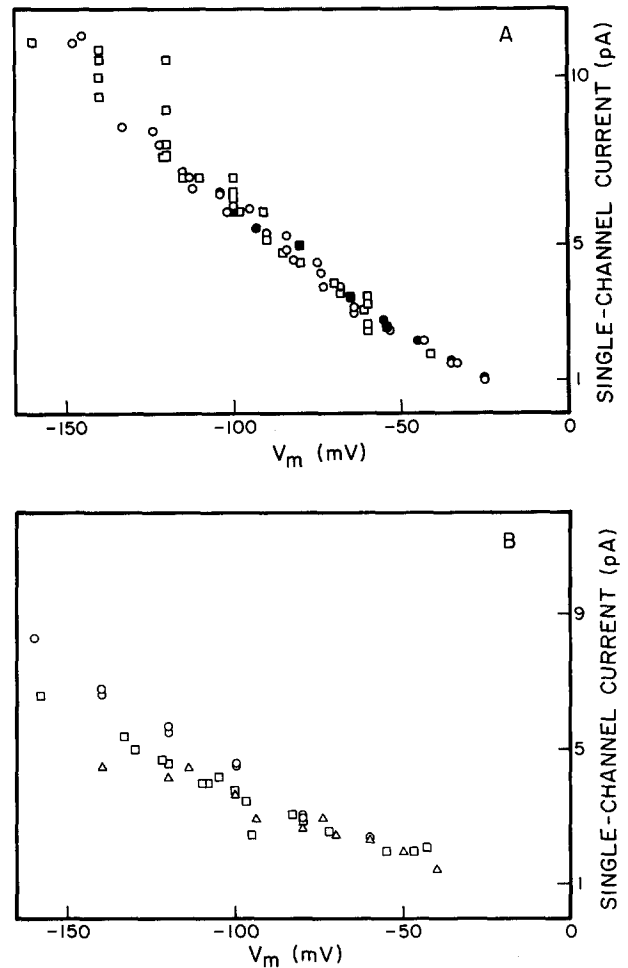 A
SINGLE-CHANNEL CURRENT (pA)
10
5
1
-150 -100 -50 0
Vm (mV)
B
SINGLE-CHANNEL CURRENT (pA)
9
5
1
-150 -100 -50 0
Vm (mV)